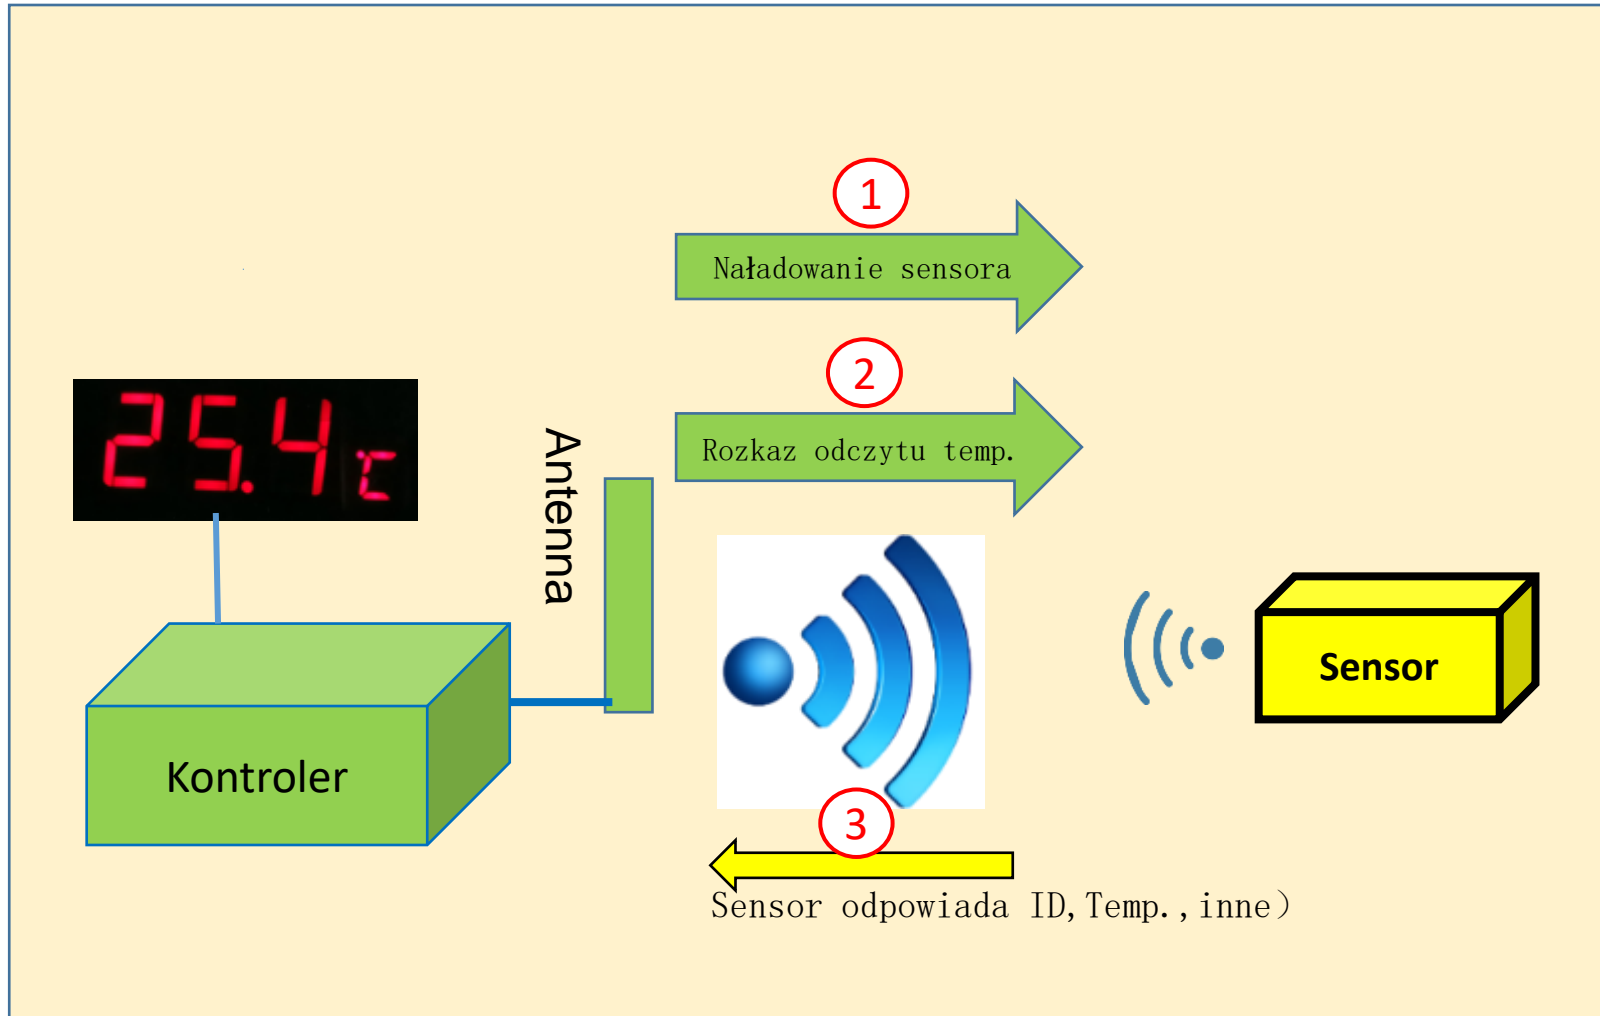 1
Naładowanie sensora
2
Rozkaz odczytu temp.
25.4℃
Antenna
Kontroler
Sensor
3
Sensor odpowiada ID,Temp.,inne）